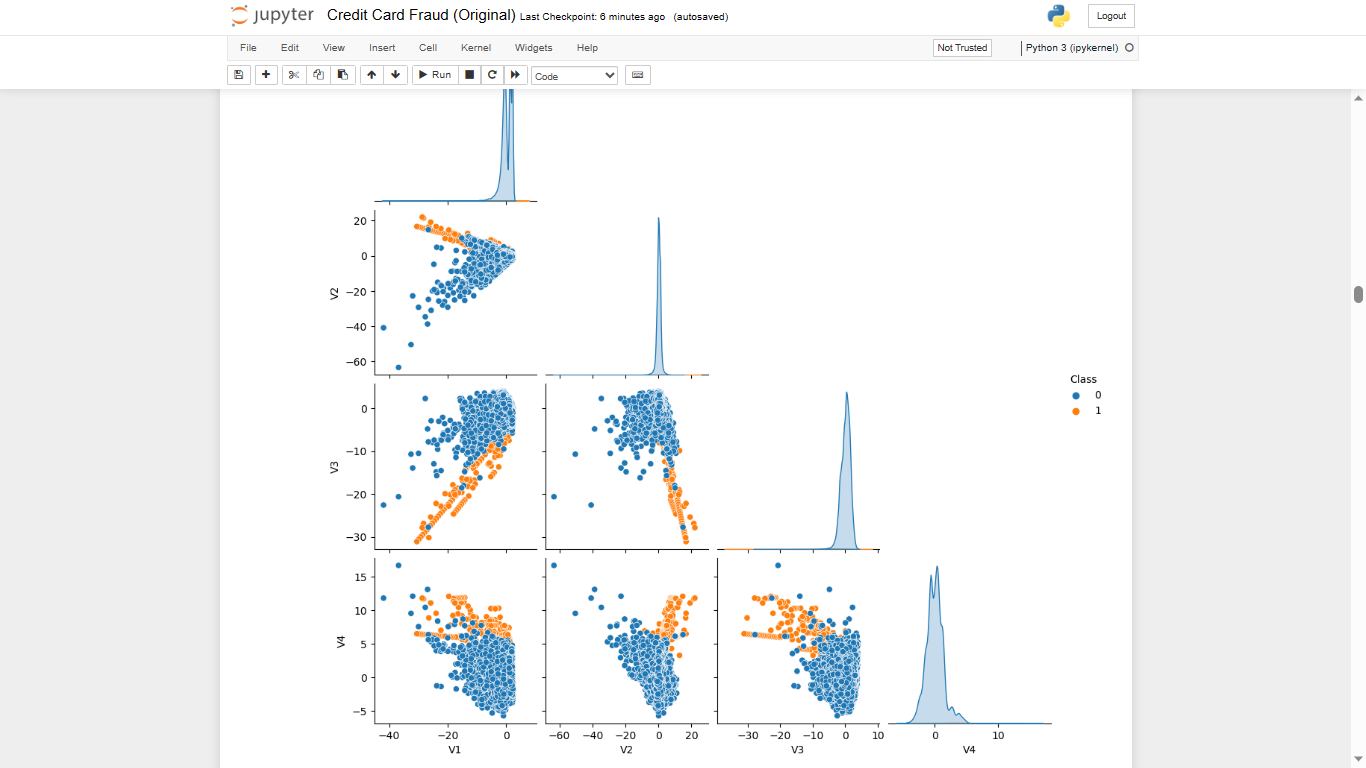 jupyter Credit Card Fraud (Original) Last Checkpoint: 6 minutes ago (autosaved) Logout
File Edit View Insert Cell Kernel Widgets Help Not Trusted Python 3 (ipykernel)
Run Code
20
0
−20
−40
−60
V2
0
−10
−20
−30
V3
Class
0
1
15
10
5
0
−5
V4
−40 −20 0
V1
−60 −40 −20 0 20
V2
−30 −20 −10 0 10
V3
0 10
V4